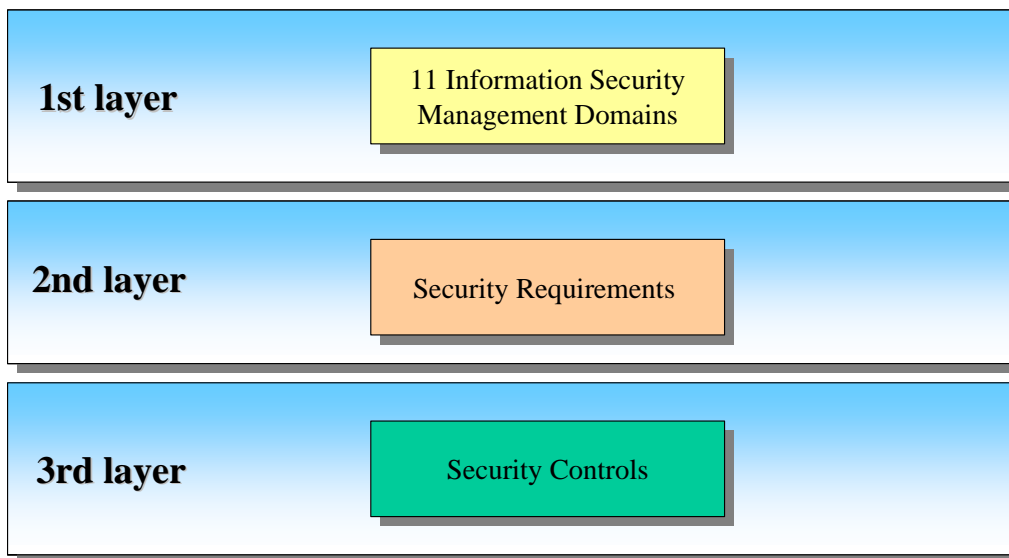 1st layer
11 Information Security
Management Domains
2nd layer
Security Requirements
3rd layer
Security Controls